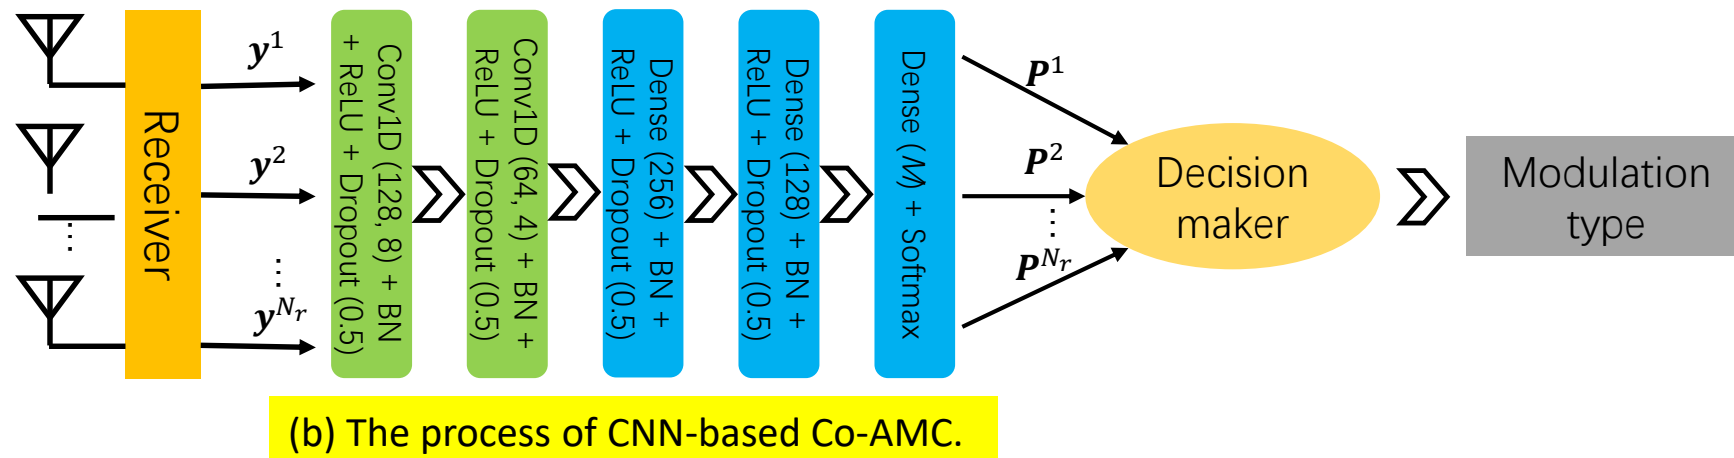 Receiver
y^1
y^2
⋮
y^{N_r}
Conv1D (128, 8) + BN
+ ReLU + Dropout (0.5)
Conv1D (64, 4) + BN +
ReLU + Dropout (0.5)
Dense (256) + BN +
ReLU + Dropout (0.5)
Dense (128) + BN +
ReLU + Dropout (0.5)
Dense (M) + Softmax
P^1
P^2
⋮
P^{N_r}
Decision
maker
Modulation
type
(b) The process of CNN-based Co-AMC.